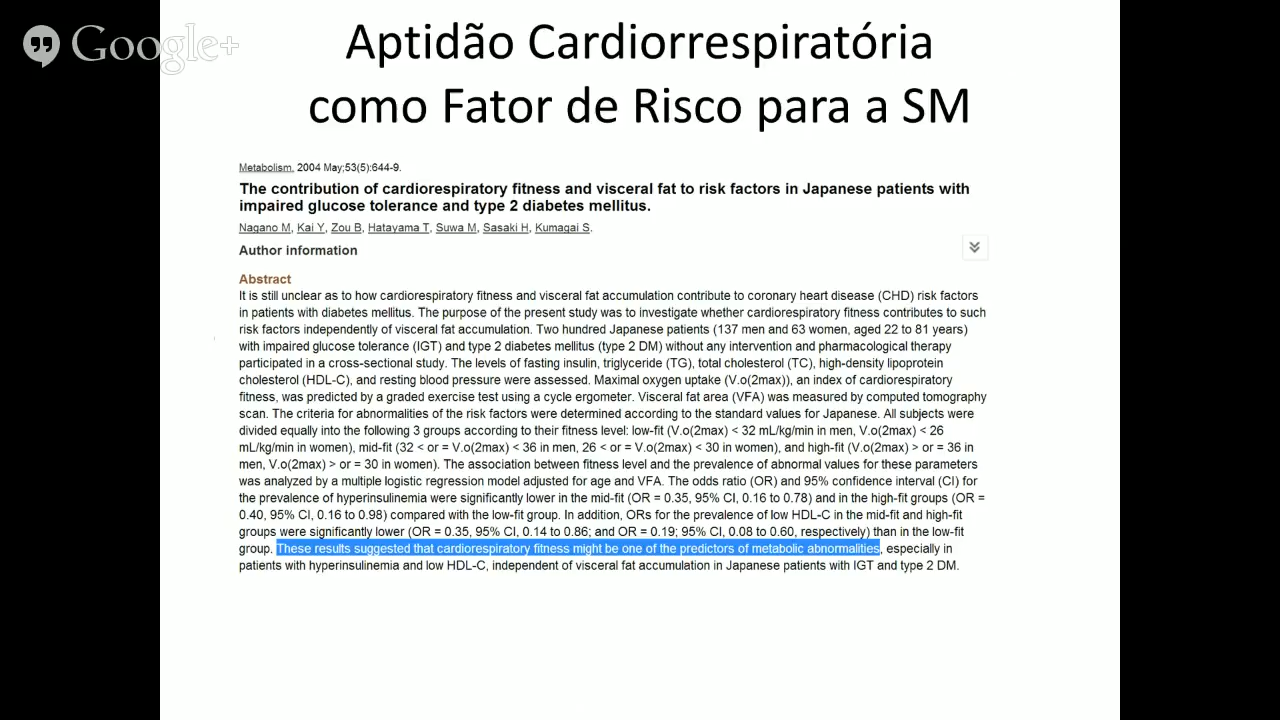 Google+
Aptidão Cardiorrespiratória
como Fator de Risco para a SM
Metabolism. 2004 May;53(5):644-9.
The contribution of cardiorespiratory fitness and visceral fat to risk factors in Japanese patients with
impaired glucose tolerance and type 2 diabetes mellitus.
Nagano M, Kai Y, Zou B, Hatayama T, Suwa M, Sasaki H, Kumagai S.
Author information
Abstract
It is still unclear as to how cardiorespiratory fitness and visceral fat accumulation contribute to coronary heart disease (CHD) risk factors
in patients with diabetes mellitus. The purpose of the present study was to investigate whether cardiorespiratory fitness contributes to such
risk factors independently of visceral fat accumulation. Two hundred Japanese patients (137 men and 63 women, aged 22 to 81 years)
with impaired glucose tolerance (IGT) and type 2 diabetes mellitus (type 2 DM) without any intervention and pharmacological therapy
participated in a cross-sectional study. The levels of fasting insulin, triglyceride (TG), total cholesterol (TC), high-density lipoprotein
cholesterol (HDL-C), and resting blood pressure were assessed. Maximal oxygen uptake (V.o(2max)), an index of cardiorespiratory
fitness, was predicted by a graded exercise test using a cycle ergometer. Visceral fat area (VFA) was measured by computed tomography
scan. The criteria for abnormalities of the risk factors were determined according to the standard values for Japanese. All subjects were
divided equally into the following 3 groups according to their fitness level: low-fit (V.o(2max) < 32 mL/kg/min in men, V.o(2max) < 26
mL/kg/min in women), mid-fit (32 < or = V.o(2max) < 36 in men, 26 < or = V.o(2max) < 30 in women), and high-fit (V.o(2max) > or = 36 in
men, V.o(2max) > or = 30 in women). The association between fitness level and the prevalence of abnormal values for these parameters
was analyzed by a multiple logistic regression model adjusted for age and VFA. The odds ratio (OR) and 95% confidence interval (CI) for
the prevalence of hyperinsulinemia were significantly lower in the mid-fit (OR = 0.35, 95% CI, 0.16 to 0.78) and in the high-fit groups (OR =
0.40, 95% CI, 0.16 to 0.98) compared with the low-fit group. In addition, ORs for the prevalence of low HDL-C in the mid-fit and high-fit
groups were significantly lower (OR = 0.35, 95% CI, 0.14 to 0.86; and OR = 0.19; 95% CI, 0.08 to 0.60, respectively) than in the low-fit
group. These results suggested that cardiorespiratory fitness might be one of the predictors of metabolic abnormalities, especially in
patients with hyperinsulinemia and low HDL-C, independent of visceral fat accumulation in Japanese patients with IGT and type 2 DM.